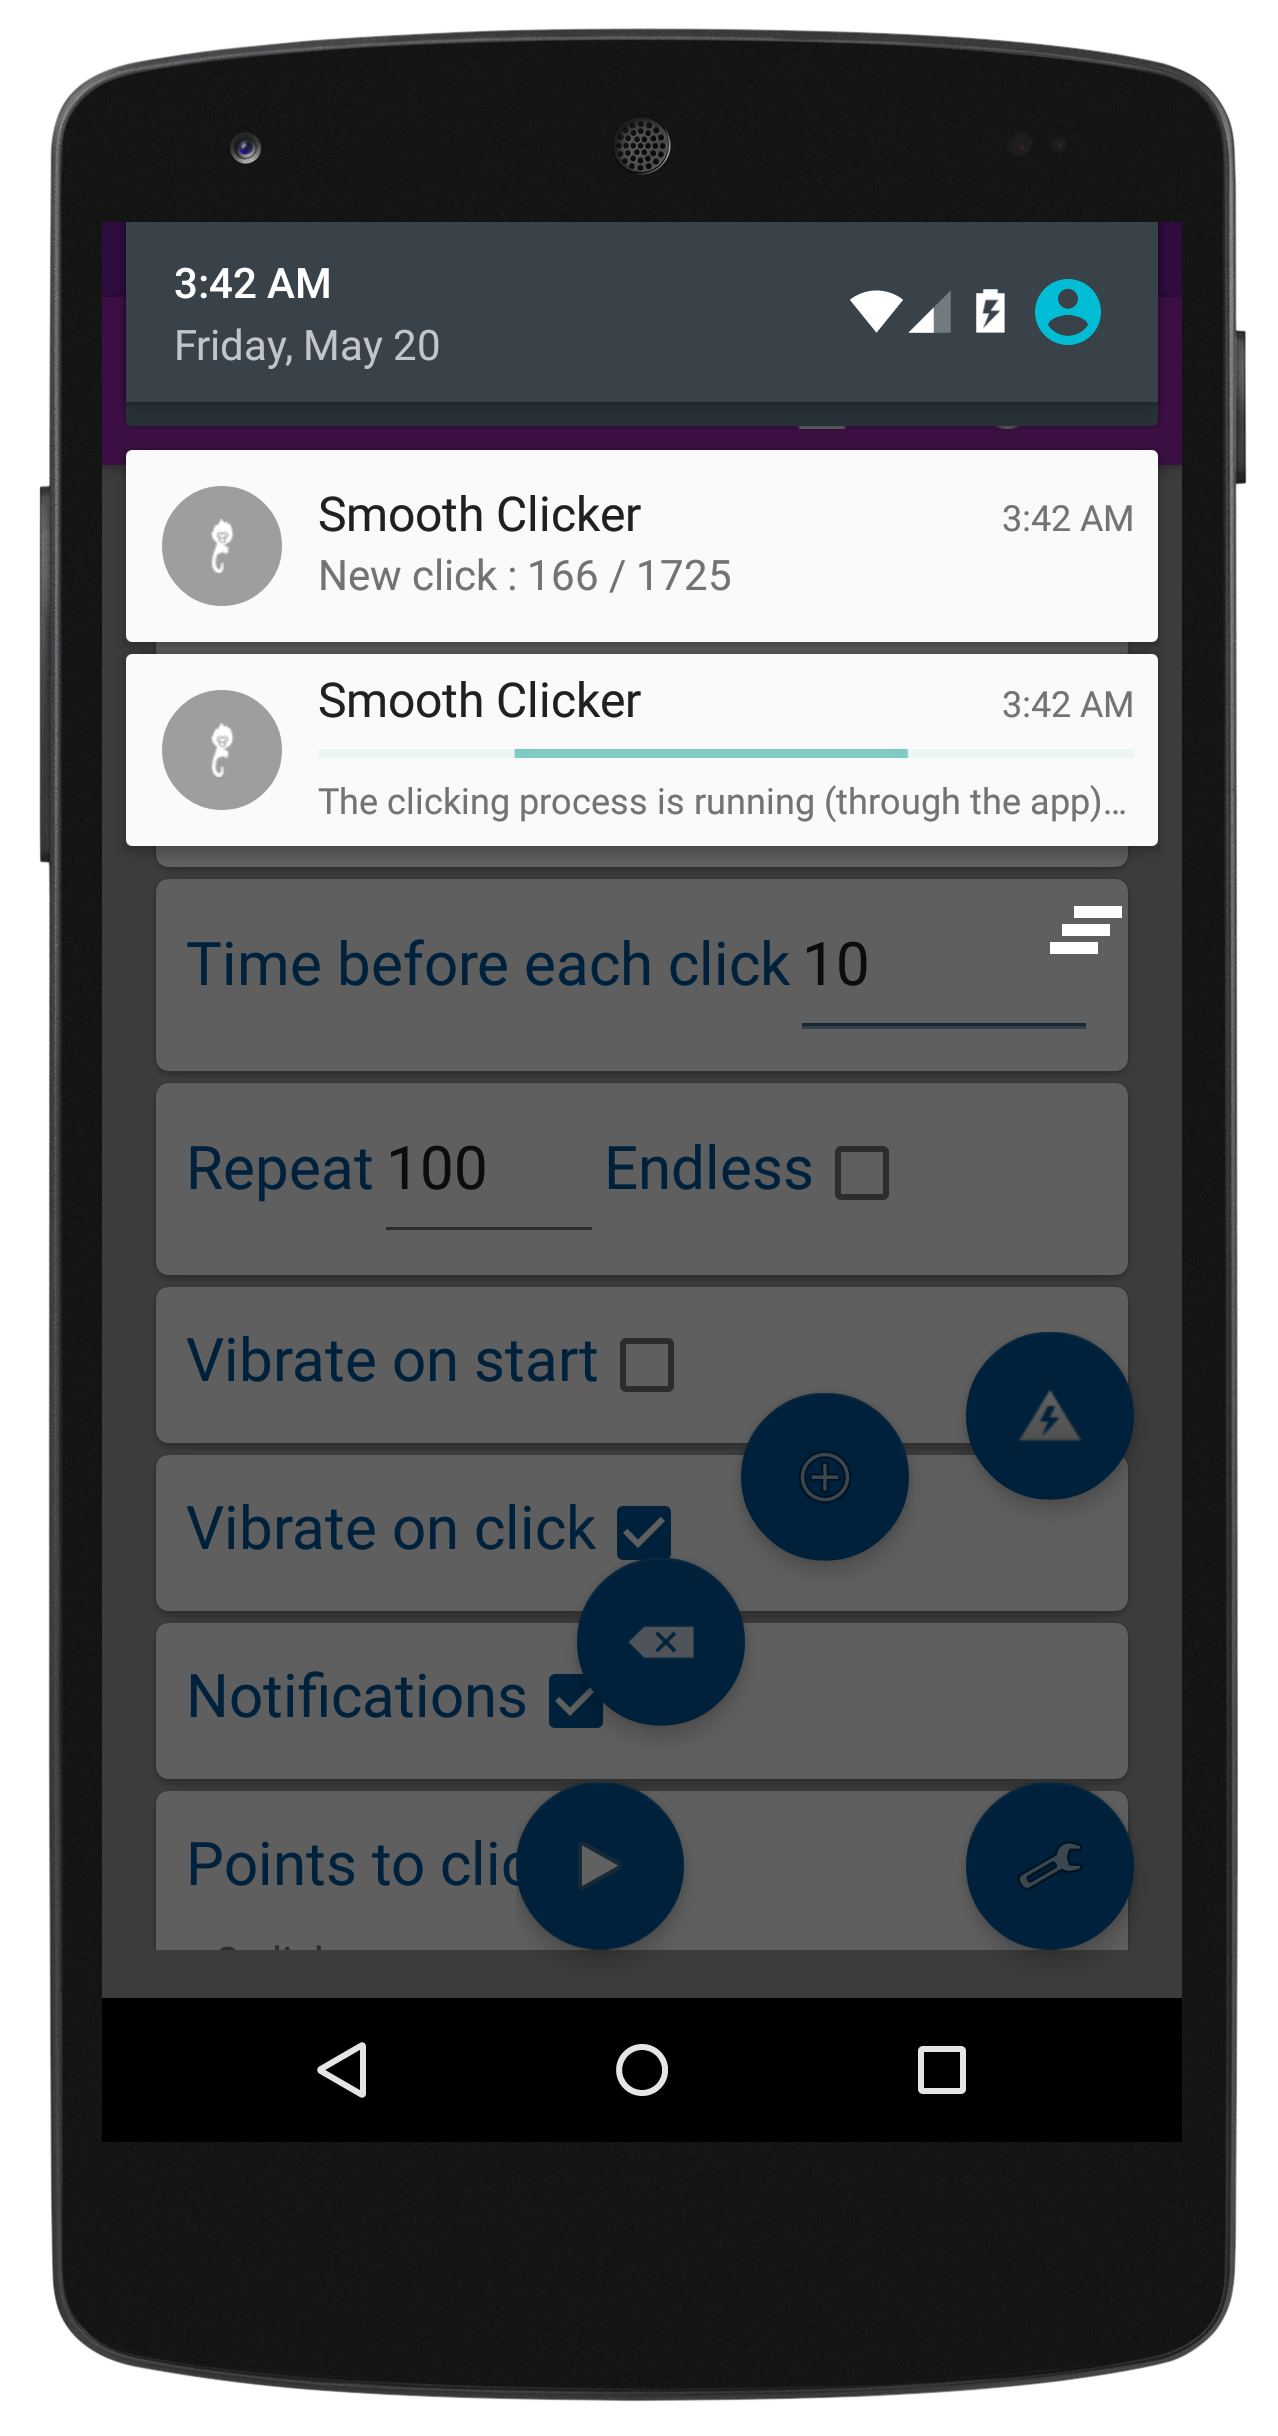 3:42 AM
Friday, May 20
Smooth Clicker 3:42 AM
New click : 166 / 1725
Smooth Clicker 3:42 AM
The clicking process is running (through the app)...
Time before each click 10
Repeat 100 Endless
Vibrate on start
Vibrate on click
Notifications
Points to clic